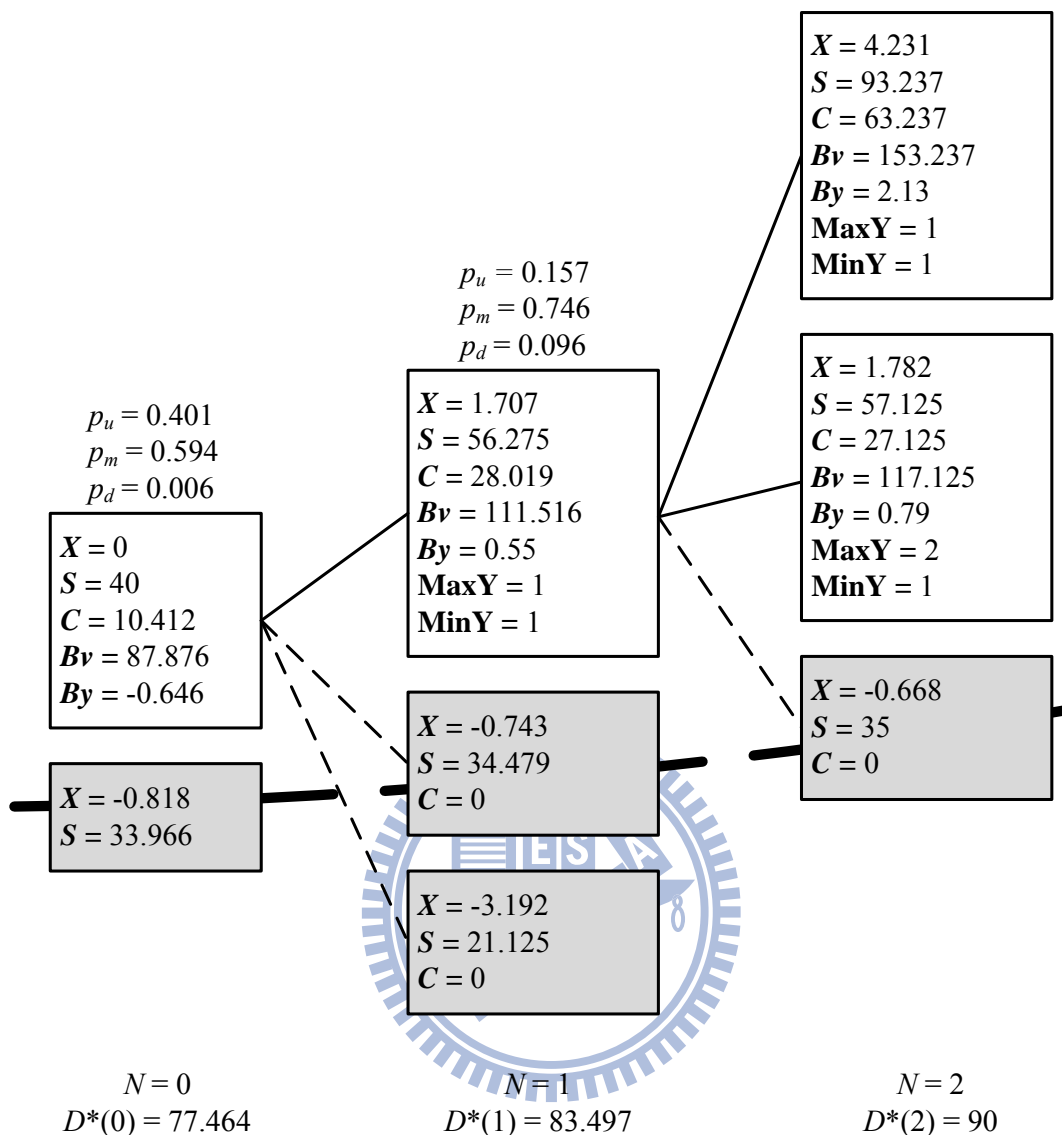 X = 4.231
S = 93.237
C = 63.237
Bv = 153.237
By = 2.13
MaxY = 1
MinY = 1
pu = 0.157
pm = 0.746
pd = 0.096
X = 1.782
S = 57.125
C = 27.125
Bv = 117.125
By = 0.79
MaxY = 2
MinY = 1
X = 1.707
S = 56.275
C = 28.019
Bv = 111.516
By = 0.55
MaxY = 1
MinY = 1
pu = 0.401
pm = 0.594
pd = 0.006
X = 0
S = 40
C = 10.412
Bv = 87.876
By = -0.646
X = -0.668
S = 35
C = 0
X = -0.743
S = 34.479
C = 0
X = -0.818
S = 33.966
ESA
X = -3.192
S = 21.125
C = 0
N = 0
N = 1
N = 2
D*(0) = 77.464
D*(1) = 83.497
D*(2) = 90